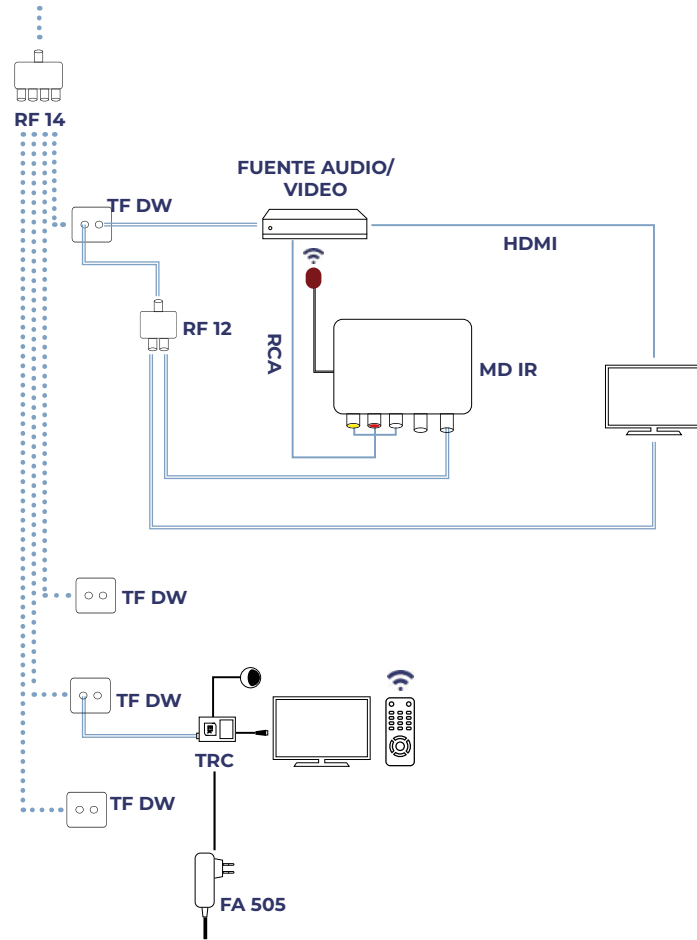 RF 14
FUENTE AUDIO/
VIDEO
TF DW
HDMI
RF 12
RCA
MD IR
TF DW
TF DW
TRC
TF DW
FA 505